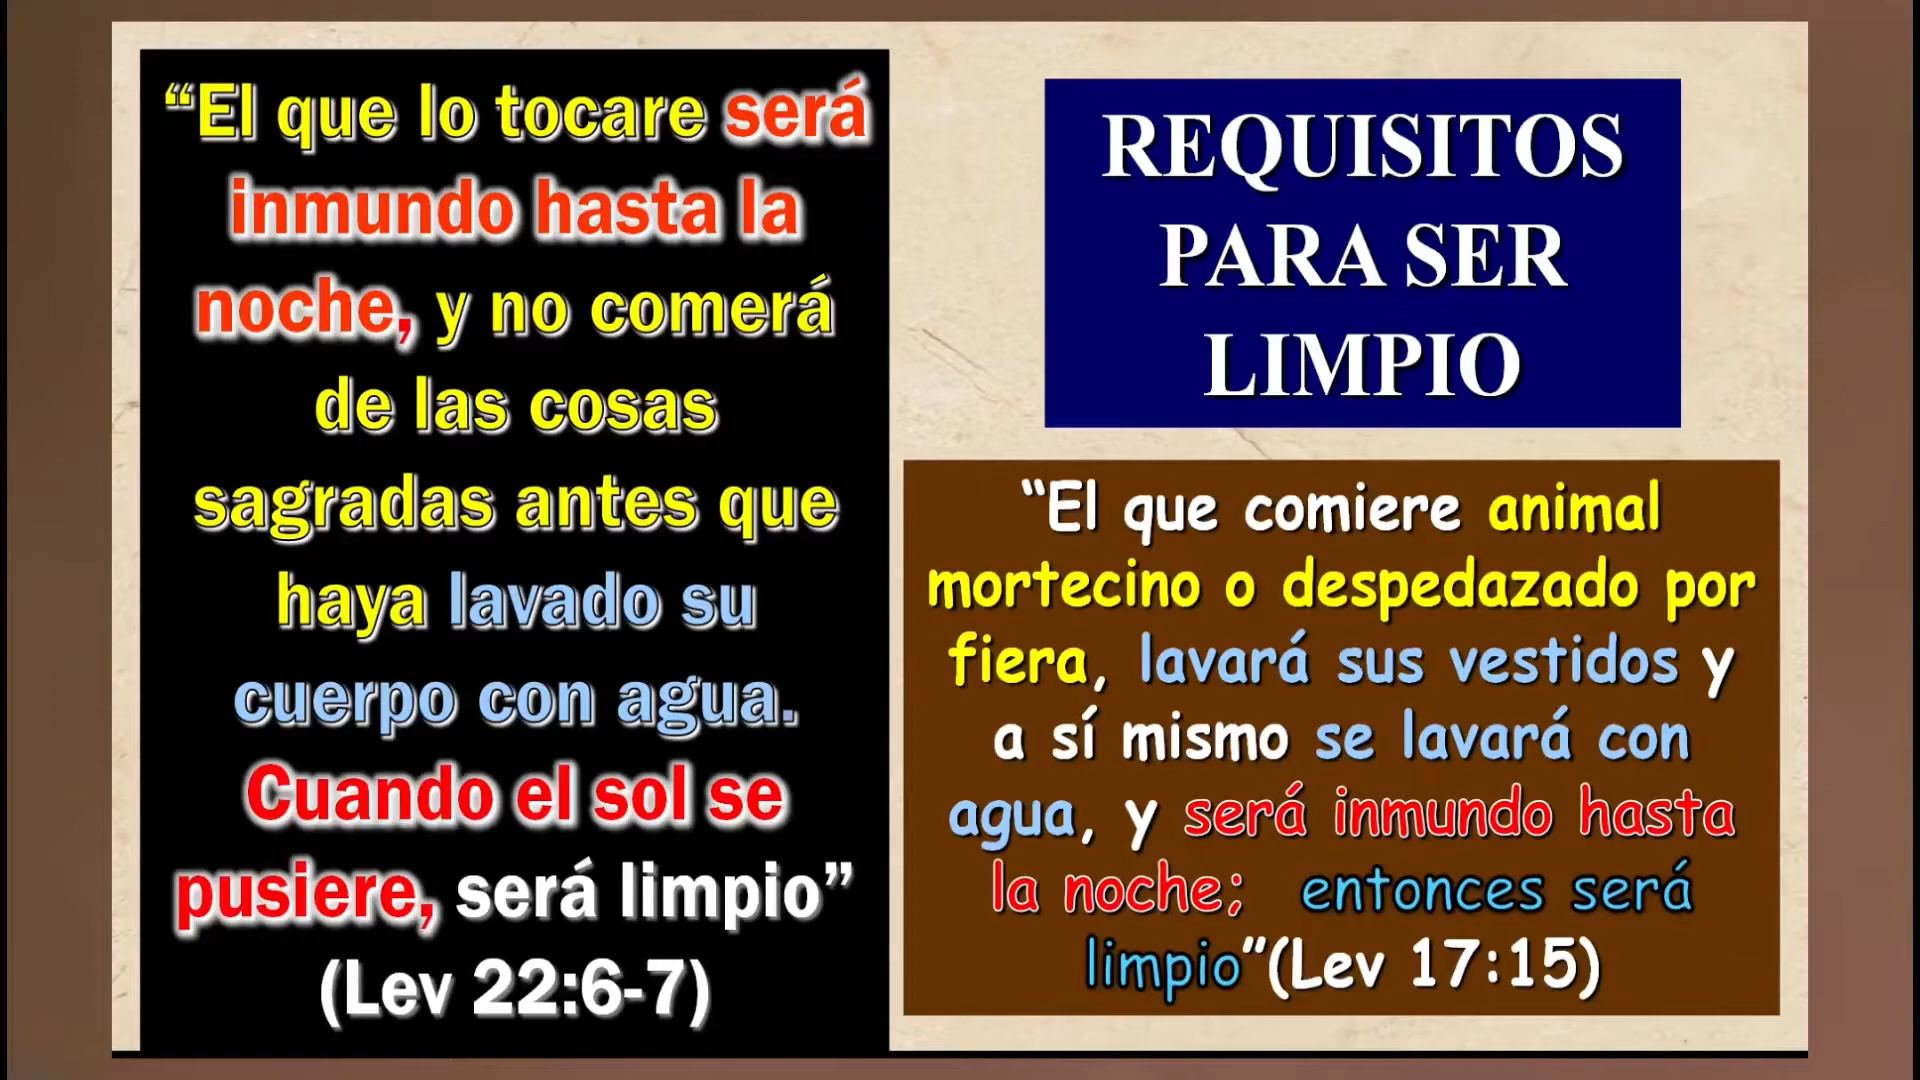 “El que lo tocare será
inmundo hasta la
noche, y no comerá
de las cosas
sagradas antes que
haya lavado su
cuerpo con agua.
Cuando el sol se
pusiere, será limpio”
(Lev 22:6-7)
REQUISITOS
PARA SER
LIMPIO
“El que comiere animal
mortecino o despedazado por
fiera, lavará sus vestidos y
a sí mismo se lavará con
agua, y será inmundo hasta
la noche; entonces será
limpio”(Lev 17:15)